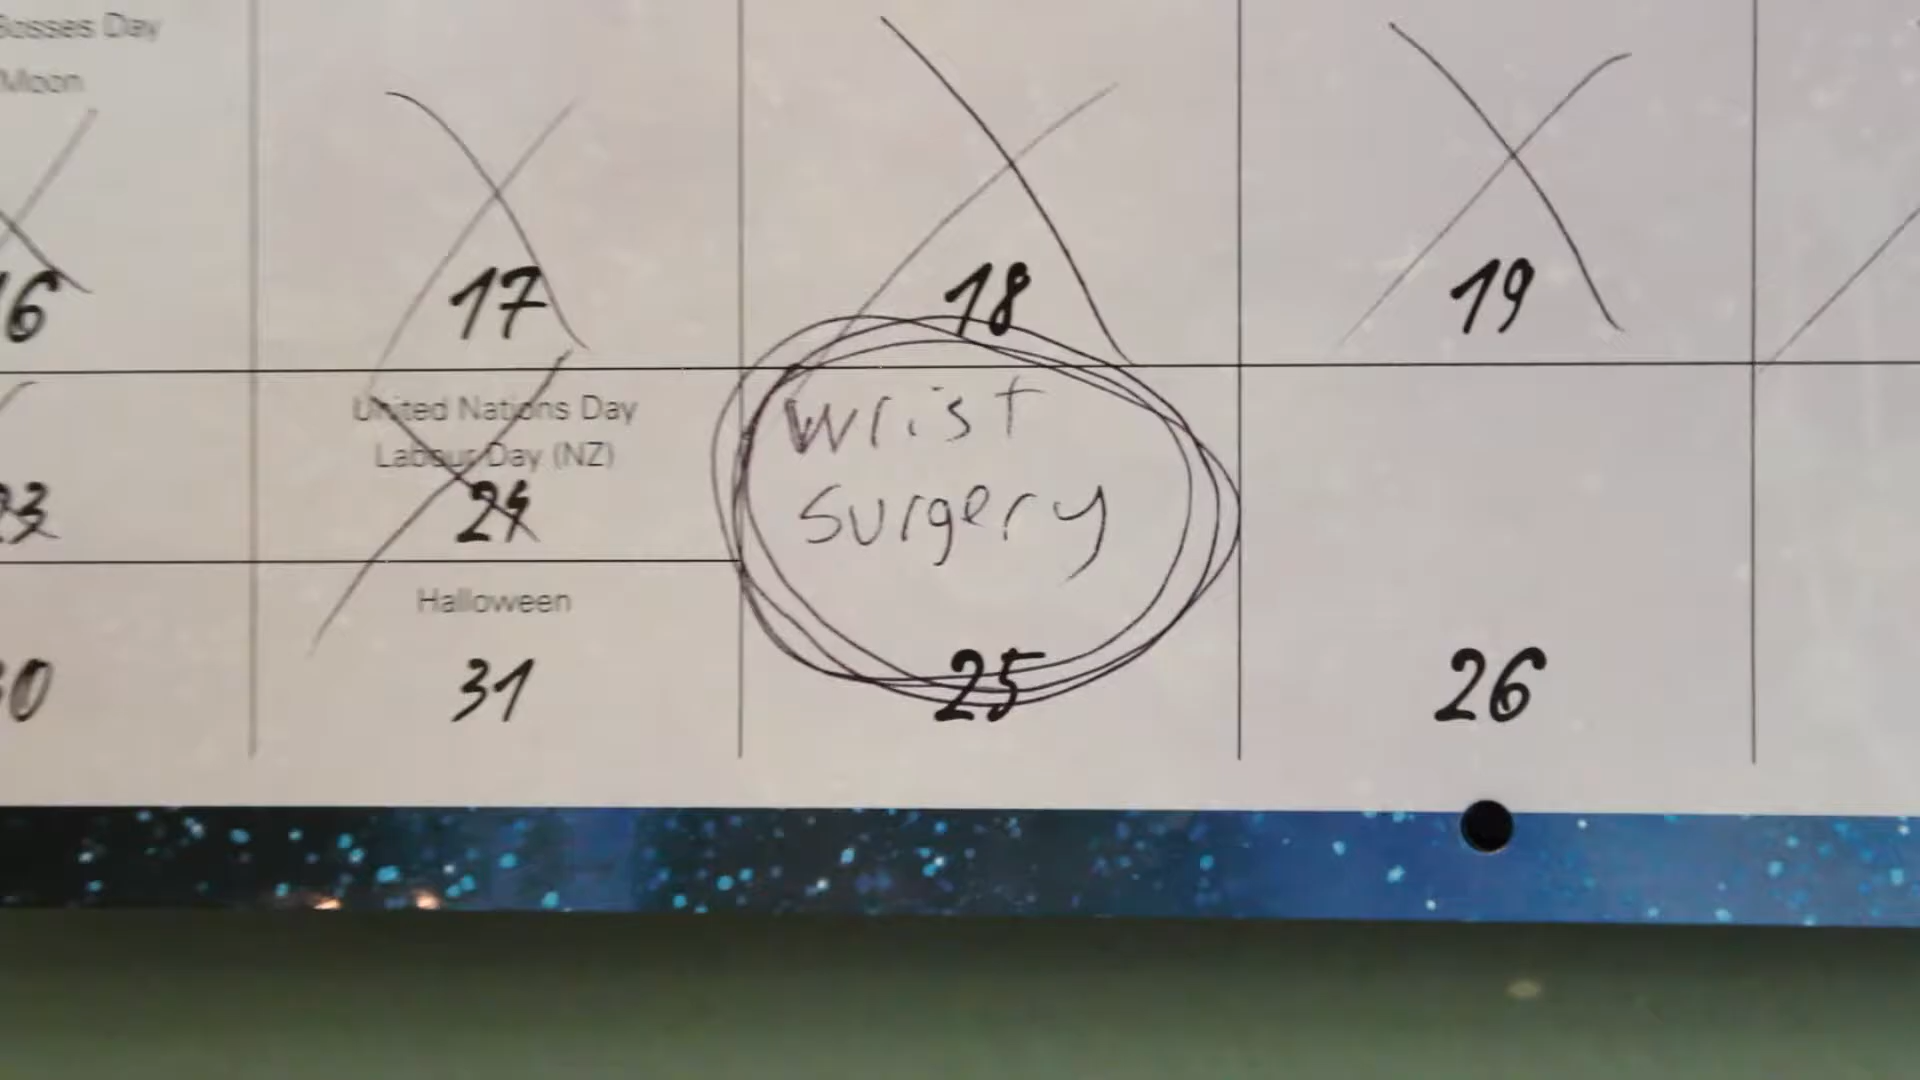 Bosses Day
Moon
16
17
18
19
United Nations Day
Labour Day (NZ)
23
24
wrist
surgery
25
26
Halloween
30
31